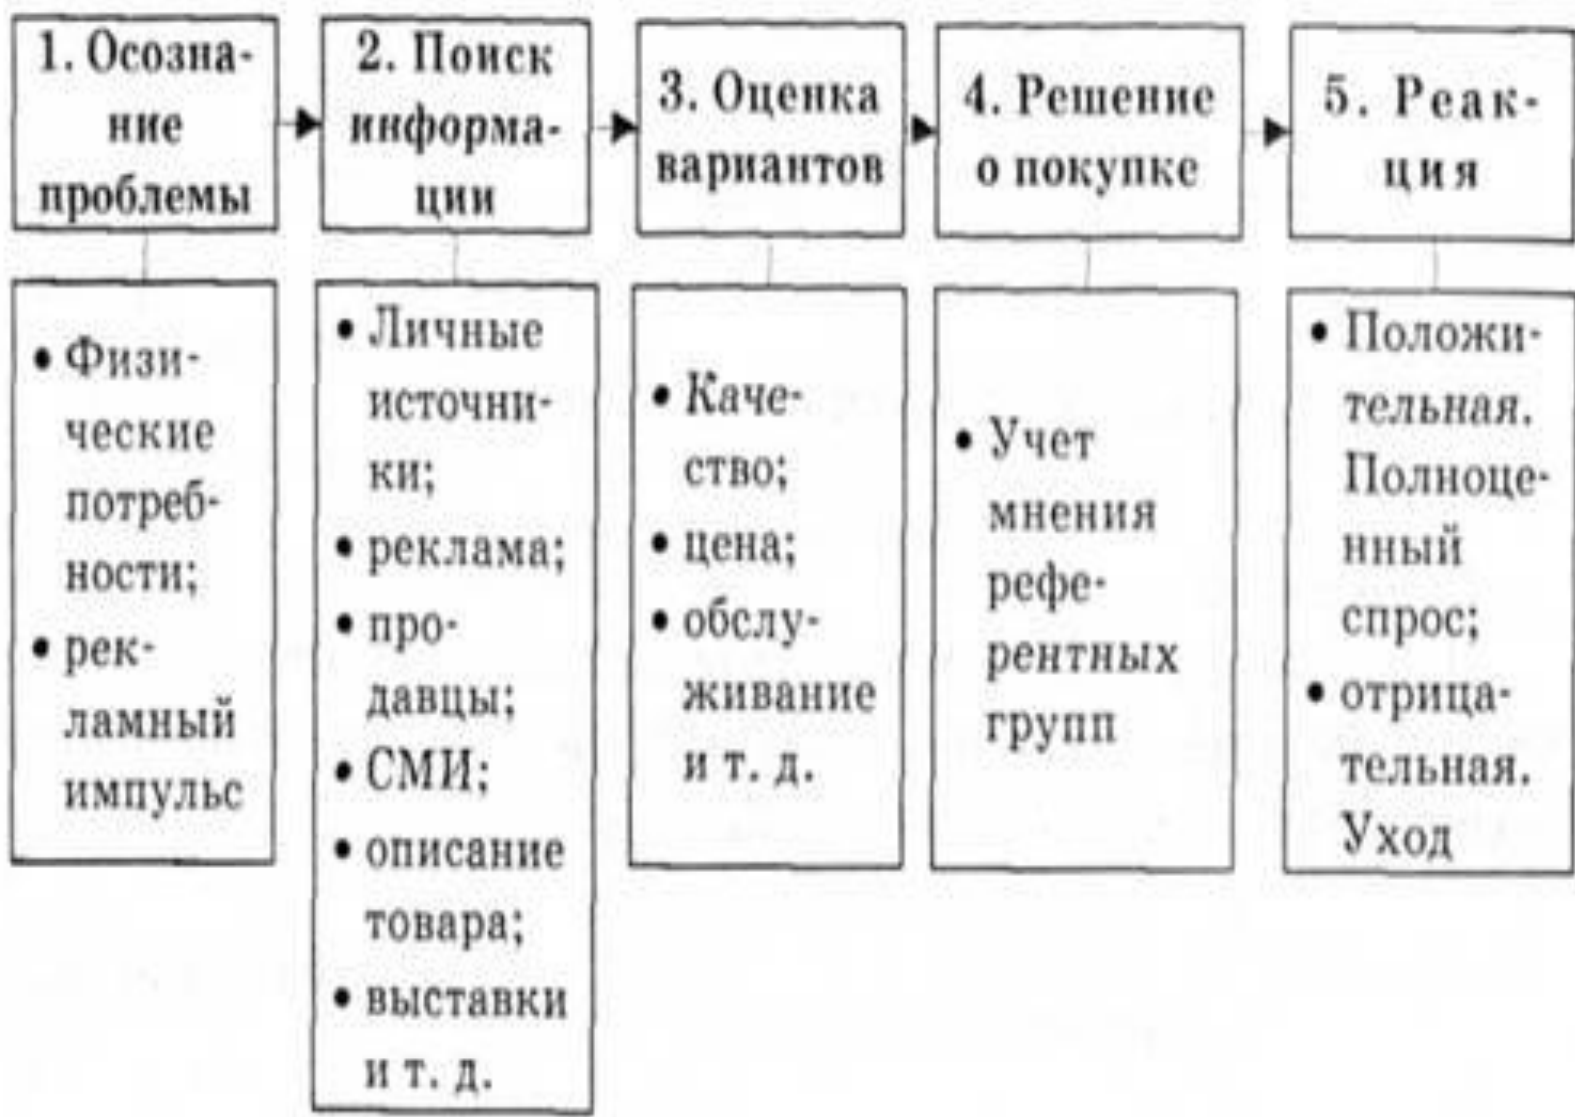 1. Осозна-
ние
проблемы
2. Поиск
информа-
ции
3. Оценка
вариантов
4. Решение
о покупке
5. Реак-
ция
• Физи-
ческие
потреб-
ности;
• рек-
ламный
импульс
• Личные
источни-
ки;
• реклама;
• про-
давцы;
• СМИ;
• описание
товара;
• выставки
и т. д.
• Каче-
ство;
• цена;
• обслу-
живание
и т. д.
• Учет
мнения
рефе-
рентных
групп
• Положи-
тельная.
Полноце-
нный
спрос;
• отрица-
тельная.
Уход